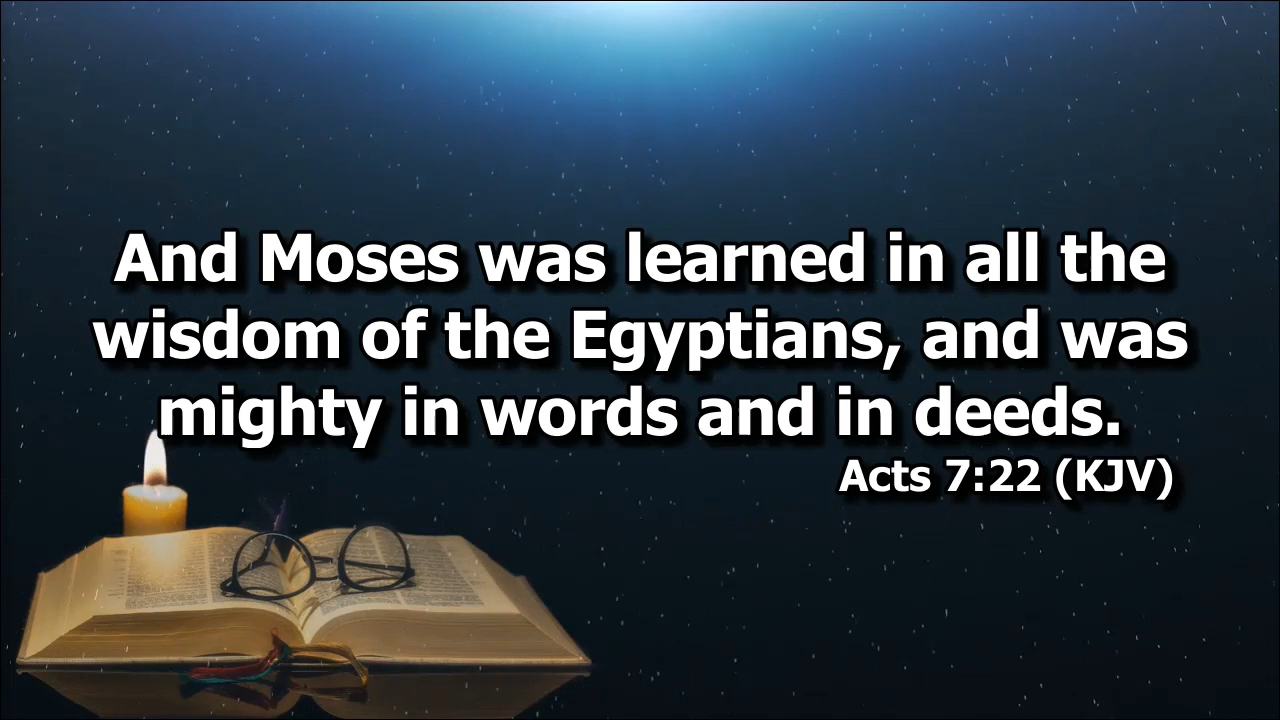 And Moses was learned in all the
wisdom of the Egyptians, and was
mighty in words and in deeds.
Acts 7:22 (KJV)